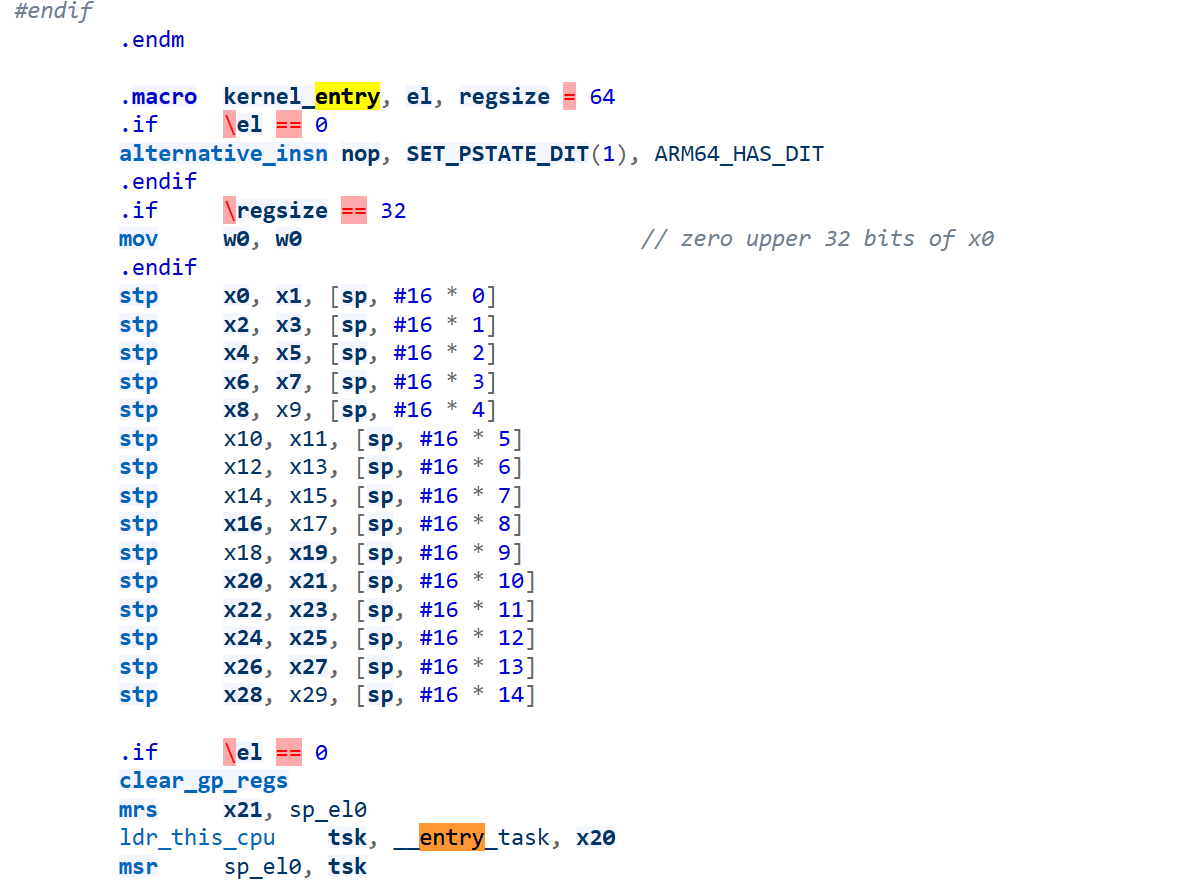 #endif
.endm
.macro kernel_entry, el, regsize = 64
.if \el == 0
alternative_insn nop, SET_PSTATE_DIT(1), ARM64_HAS_DIT
.endif
.if \regsize == 32
mov w0, w0 // zero upper 32 bits of x0
.endif
stp x0, x1, [sp, #16 * 0]
stp x2, x3, [sp, #16 * 1]
stp x4, x5, [sp, #16 * 2]
stp x6, x7, [sp, #16 * 3]
stp x8, x9, [sp, #16 * 4]
stp x10, x11, [sp, #16 * 5]
stp x12, x13, [sp, #16 * 6]
stp x14, x15, [sp, #16 * 7]
stp x16, x17, [sp, #16 * 8]
stp x18, x19, [sp, #16 * 9]
stp x20, x21, [sp, #16 * 10]
stp x22, x23, [sp, #16 * 11]
stp x24, x25, [sp, #16 * 12]
stp x26, x27, [sp, #16 * 13]
stp x28, x29, [sp, #16 * 14]
.if \el == 0
clear_gp_regs
mrs x21, sp_el0
ldr_this_cpu tsk, __entry_task, x20
msr sp_el0, tsk